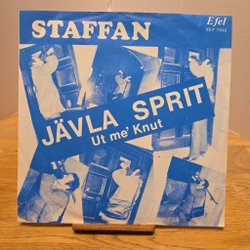 STAFFAN
Efel
JÄVLA SPRIT
Ut me' Knut